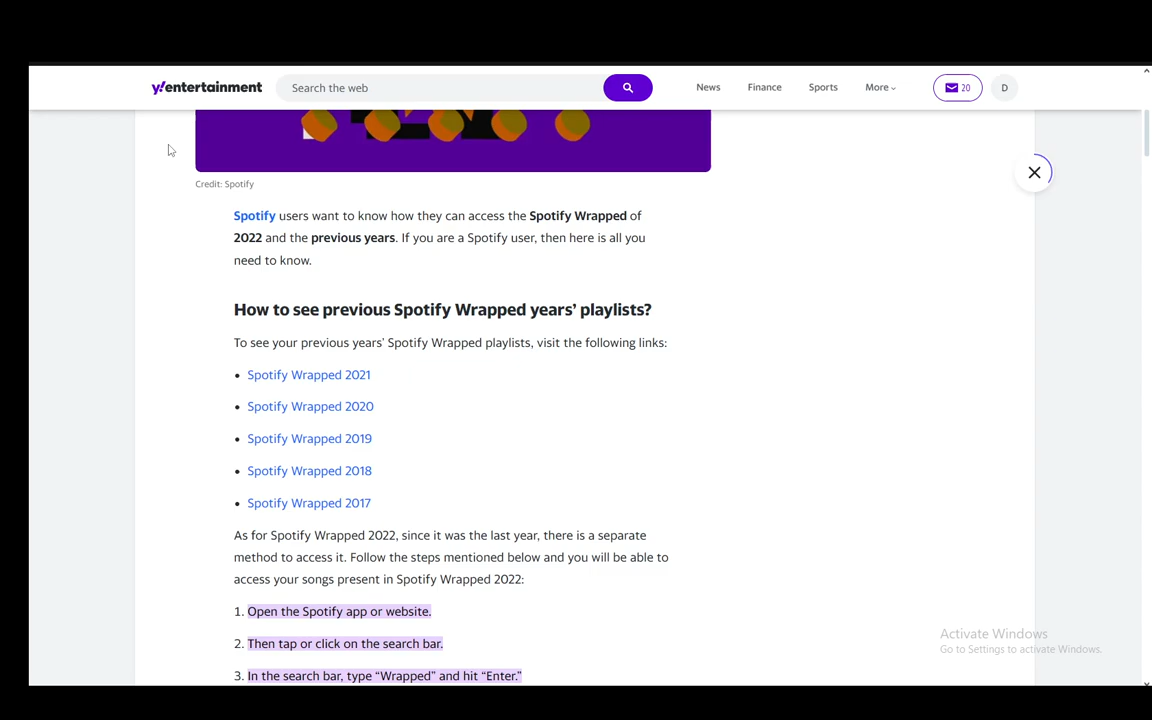 y!entertainment
Search the web
News
Finance
Sports
More
20
D
Credit: Spotify
Spotify users want to know how they can access the Spotify Wrapped of
2022 and the previous years. If you are a Spotify user, then here is all you
need to know.
How to see previous Spotify Wrapped years’ playlists?
To see your previous years’ Spotify Wrapped playlists, visit the following links:
• Spotify Wrapped 2021
• Spotify Wrapped 2020
• Spotify Wrapped 2019
• Spotify Wrapped 2018
• Spotify Wrapped 2017
As for Spotify Wrapped 2022, since it was the last year, there is a separate
method to access it. Follow the steps mentioned below and you will be able to
access your songs present in Spotify Wrapped 2022:
1. Open the Spotify app or website.
2. Then tap or click on the search bar.
3. In the search bar, type “Wrapped” and hit “Enter.”
Activate Windows
Go to Settings to activate Windows.